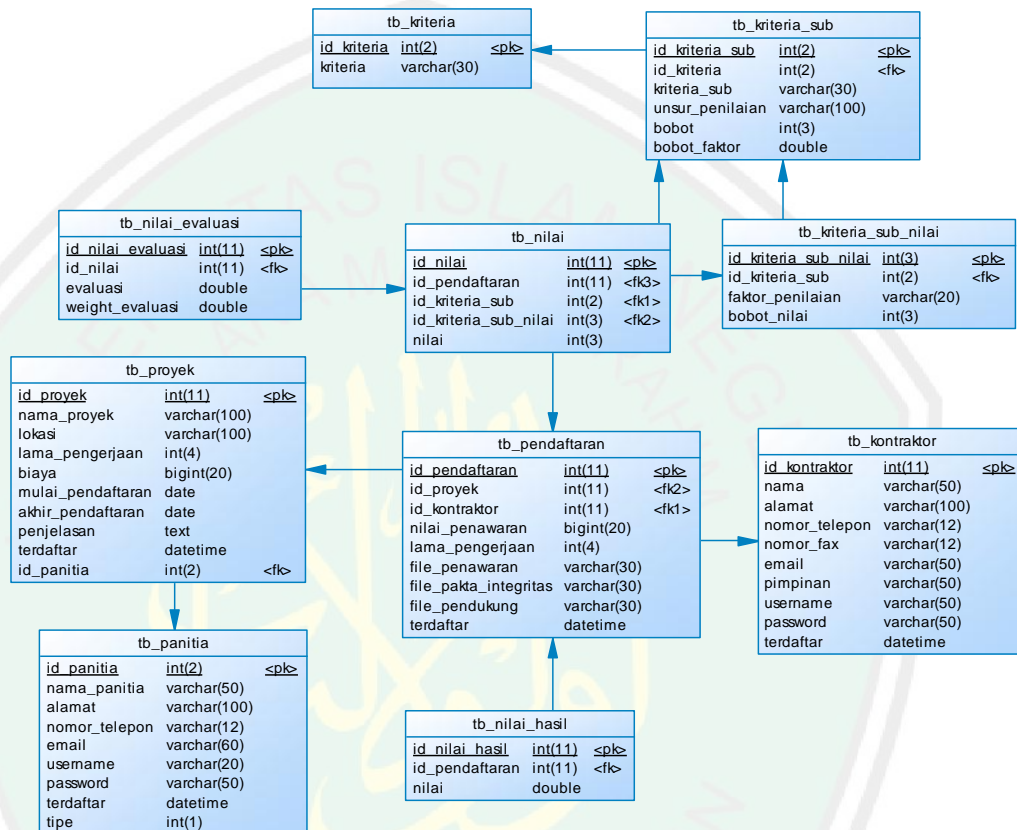 tb_kriteria
id_kriteria int(2) <pk>
kriteria varchar(30)
tb_kriteria_sub
id_kriteria_sub int(2) <pk>
id_kriteria int(2) <fk>
kriteria_sub varchar(30)
unsur_penilaian varchar(100)
bobot int(3)
bobot_faktor double
tb_nilai_evaluasi
id_nilai_evaluasi int(11) <pk>
id_nilai int(11) <fk>
evaluasi double
weight_evaluasi double
tb_nilai
id_nilai int(11) <pk>
id_pendaftaran int(11) <fk3>
id_kriteria_sub int(2) <fk1>
id_kriteria_sub_nilai int(3) <fk2>
nilai int(3)
tb_kriteria_sub_nilai
id_kriteria_sub_nilai int(3) <pk>
id_kriteria_sub int(2) <fk>
faktor_penilaian varchar(20)
bobot_nilai int(3)
tb_proyek
id_proyek int(11) <pk>
nama_proyek varchar(100)
lokasi varchar(100)
lama_pengerjaan int(4)
biaya bigint(20)
mulai_pendaftaran date
akhir_pendaftaran date
penjelasan text
terdaftar datetime
id_panitia int(2) <fk>
tb_pendaftaran
id_pendaftaran int(11) <pk>
id_proyek int(11) <fk2>
id_kontraktor int(11) <fk1>
nilai_penawaran bigint(20)
lama_pengerjaan int(4)
file_penawaran varchar(30)
file_pakta_integritas varchar(30)
file_pendukung varchar(30)
terdaftar datetime
tb_kontraktor
id_kontraktor int(11) <pk>
nama varchar(50)
alamat varchar(100)
nomor_telepon varchar(12)
nomor_fax varchar(12)
email varchar(50)
pimpinan varchar(50)
username varchar(50)
password varchar(50)
terdaftar datetime
tb_panitia
id_panitia int(2) <pk>
nama_panitia varchar(50)
alamat varchar(100)
nomor_telepon varchar(12)
email varchar(60)
username varchar(20)
password varchar(50)
terdaftar datetime
tipe int(1)
tb_nilai_hasil
id_nilai_hasil int(11) <pk>
id_pendaftaran int(11) <fk>
nilai double